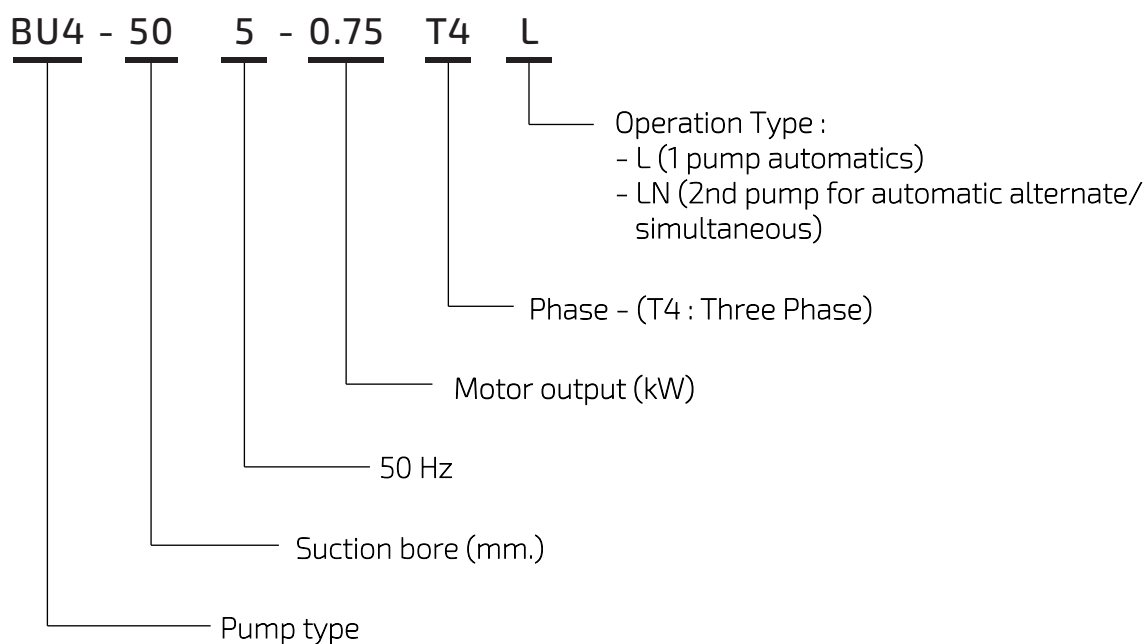 BU4 - 50 5 - 0.75 T4 L
Operation Type :
- L (1 pump automatics)
- LN (2nd pump for automatic alternate/
simultaneous)
Phase - (T4 : Three Phase)
Motor output (kW)
50 Hz
Suction bore (mm.)
Pump type